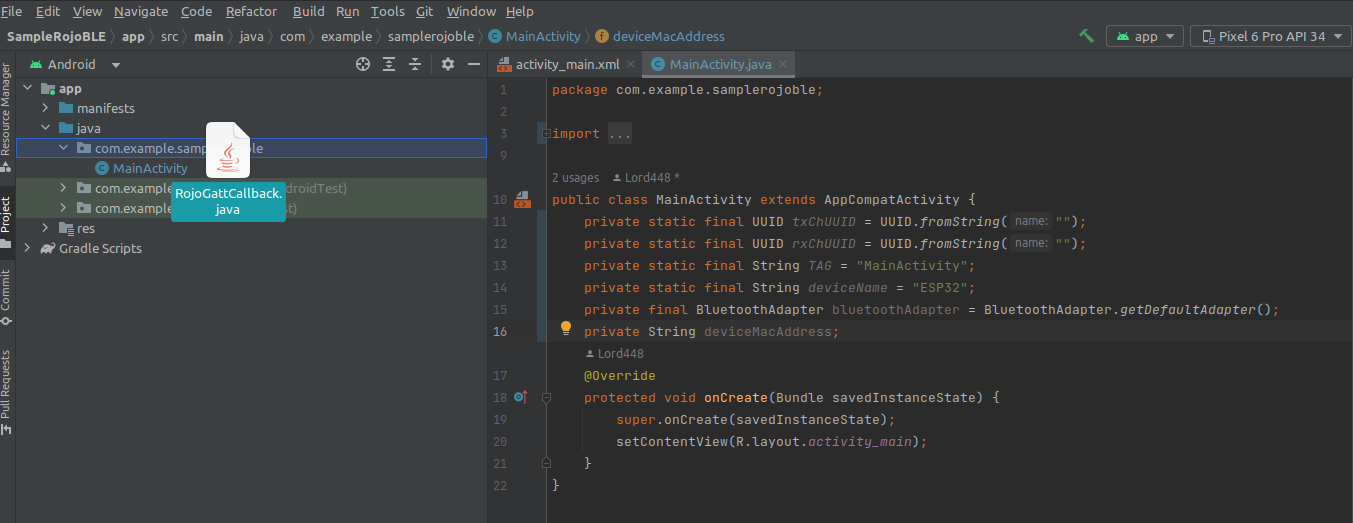 File Edit View Navigate Code Refactor Build Run Tools Git Window Help
SampleRojoBLE app src main java com example samplerojoble MainActivity deviceMacAddress app Pixel 6 Pro API 34
Resource Manager
Project
Commit
Pull Requests
Android
app
manifests
java
com.example.sam ble
MainActivity
com.example droidTest)
com.example t)
res
Gradle Scripts
RojoGattCallback.
java
activity_main.xml MainActivity.java
1 package com.example.samplerojoble;
2
3 import ...
9
2 usages Lord448 *
10 public class MainActivity extends AppCompatActivity {
11 private static final UUID txChUUID = UUID.fromString( name: "");
12 private static final UUID rxChUUID = UUID.fromString( name: "");
13 private static final String TAG = "MainActivity";
14 private static final String deviceName = "ESP32";
15 private final BluetoothAdapter bluetoothAdapter = BluetoothAdapter.getDefaultAdapter();
16 private String deviceMacAddress;
Lord448
17 @Override
18 protected void onCreate(Bundle savedInstanceState) {
19 super.onCreate(savedInstanceState);
20 setContentView(R.layout.activity_main);
21 }
22 }